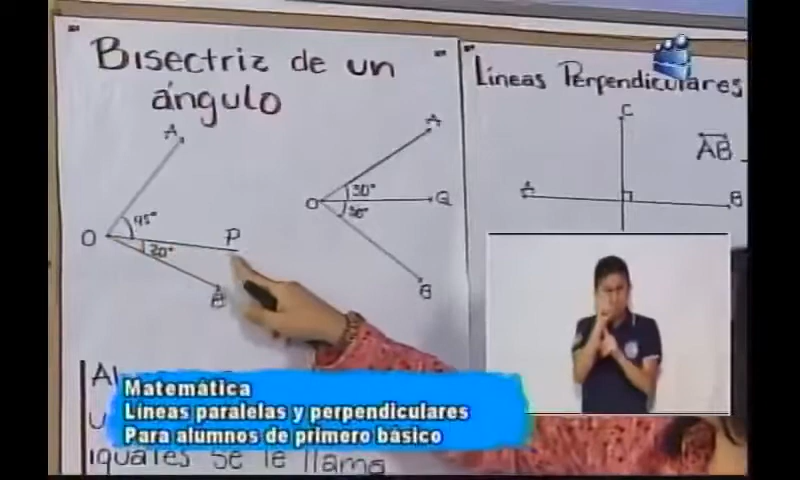 " Bisectriz de un "
ángulo
A
45°
O
P
20°
B
A
30°
O
Q
30°
B
" Líneas Perpendiculares
C
AB
A
B
Matemática
Líneas paralelas y perpendiculares
Para alumnos de primero básico
iguales se le llama